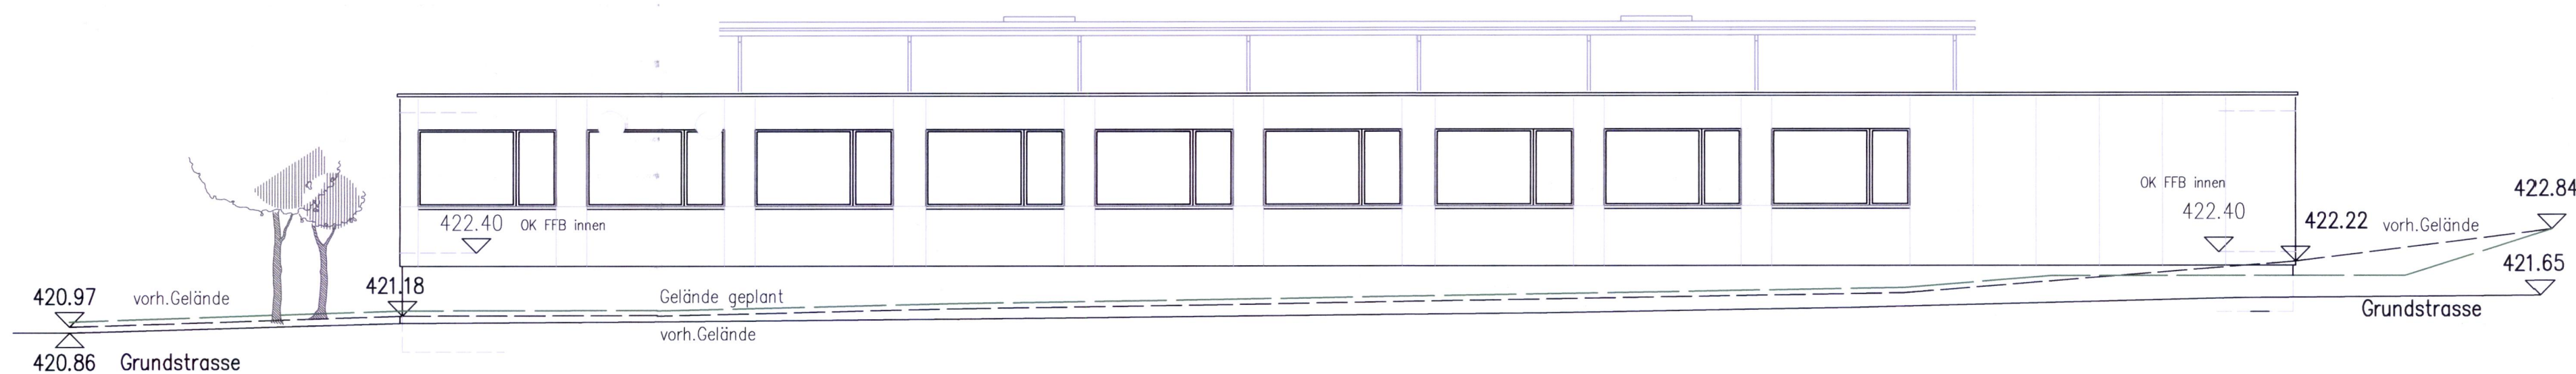 OK FFB innen
422.84
422.40
422.40 OK FFB innen
422.22 vorh.Gelände
421.65
421.18
420.97 vorh.Gelände
Gelände geplant
Grundstrasse
vorh.Gelände
420.86 Grundstrasse